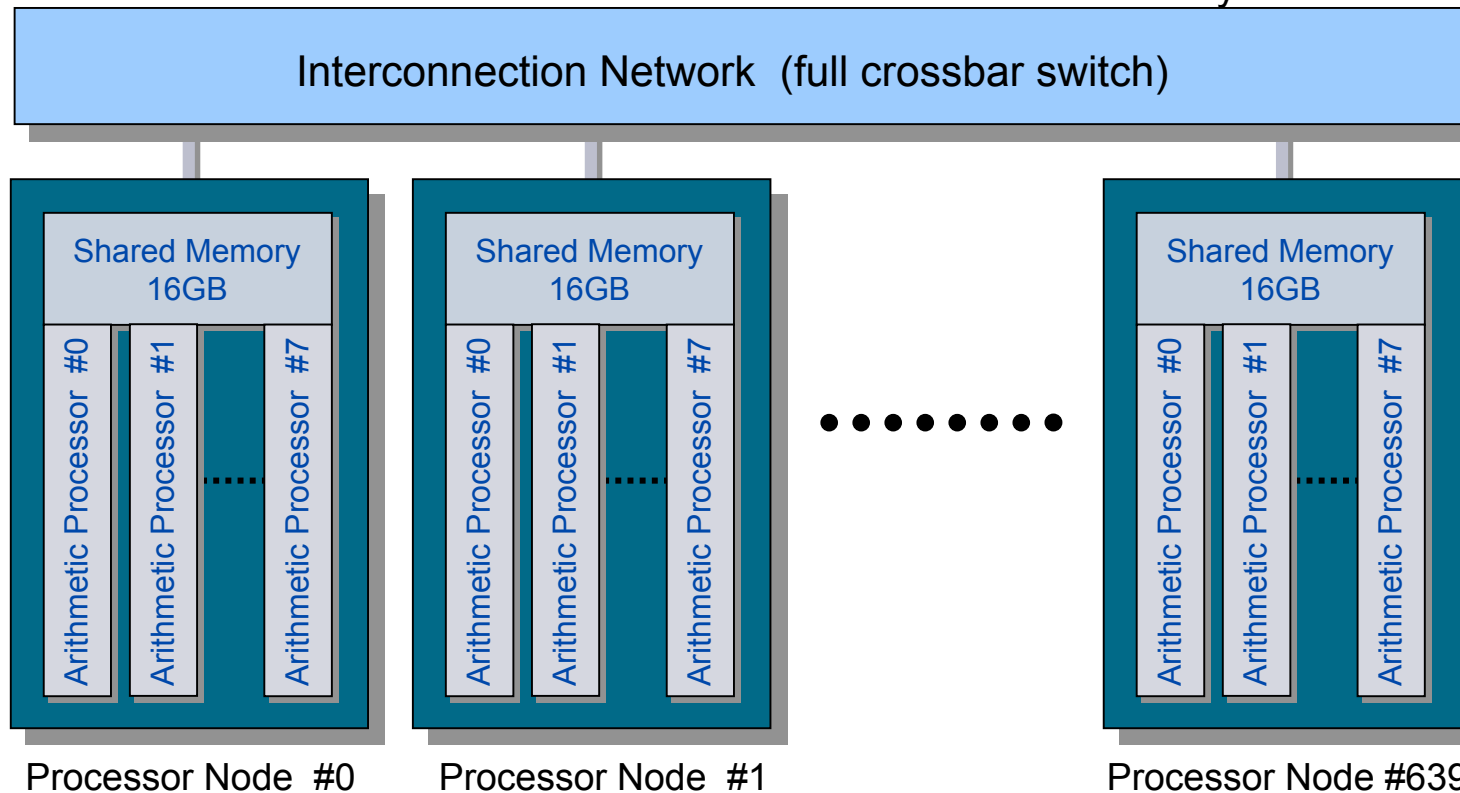 Interconnection Network (full crossbar switch)
Shared Memory
16GB
Arithmetic Processor #0
Arithmetic Processor #1
Arithmetic Processor #7
Processor Node #0
Shared Memory
16GB
Arithmetic Processor #0
Arithmetic Processor #1
Arithmetic Processor #7
Processor Node #1
Shared Memory
16GB
Arithmetic Processor #0
Arithmetic Processor #1
Arithmetic Processor #7
Processor Node #639